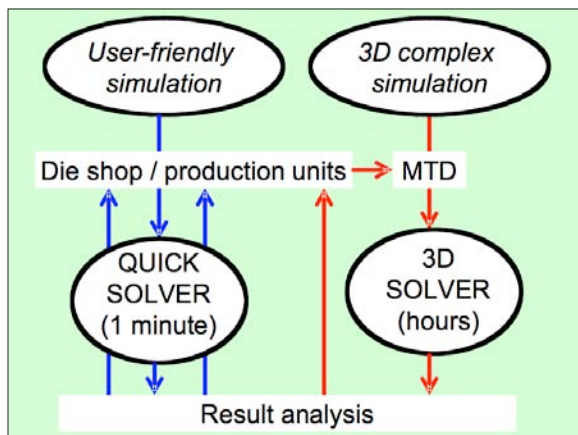 User-friendly
simulation
3D complex
simulation
Die shop / production units
MTD
QUICK
SOLVER
(1 minute)
3D
SOLVER
(hours)
Result analysis